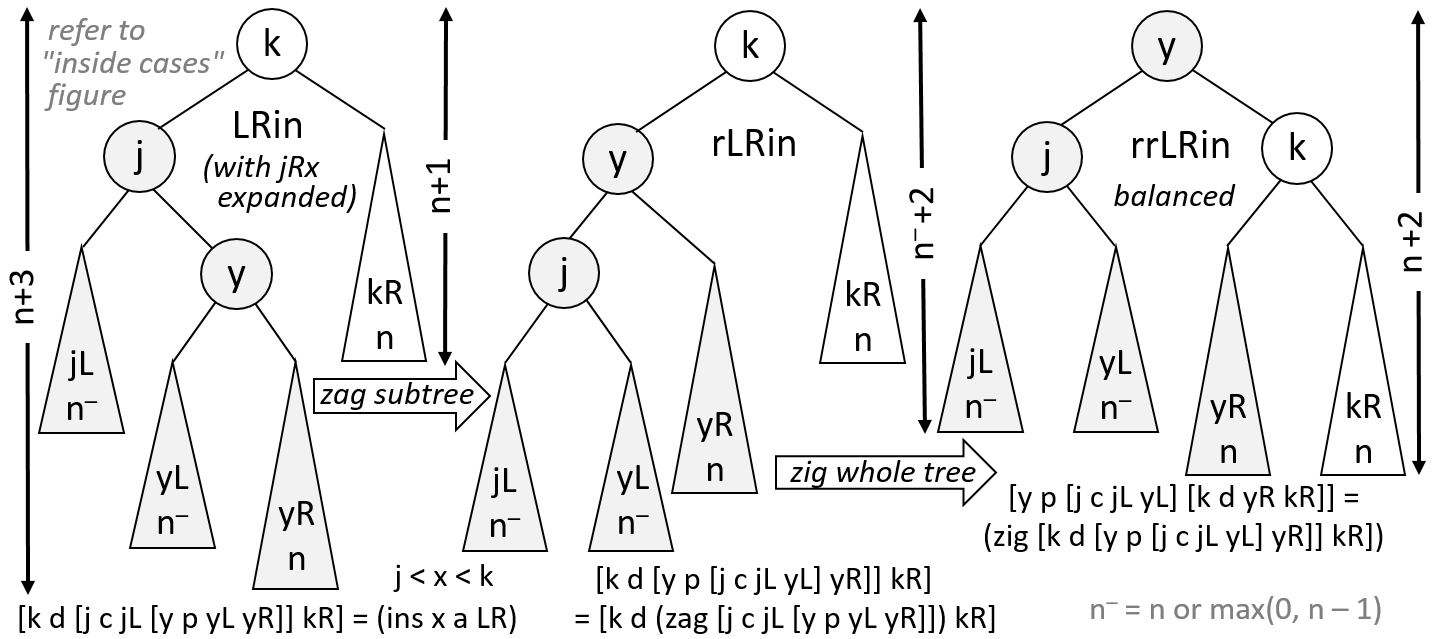 refer to
"inside cases"
figure
k
LRin
(with jRx
expanded)
j
y
jL
n⁻
yL
n⁻
yR
n
kR
n
n+3
n+1
zag subtree
j < x < k
[k d [j c jL [y p yL yR]] kR] = (ins x a LR)
k
rLRin
y
j
jL
n⁻
yL
n⁻
yR
n
kR
n
n⁻+2
zig whole tree
[k d [y p [j c jL yL] yR]] kR]
= [k d (zag [j c jL [y p yL yR]]) kR]
y
rrLRin
balanced
j
k
jL
n⁻
yL
n⁻
yR
n
kR
n
n +2
[y p [j c jL yL] [k d yR kR]] =
(zig [k d [y p [j c jL yL] yR]] kR])
n⁻ = n or max(0, n – 1)